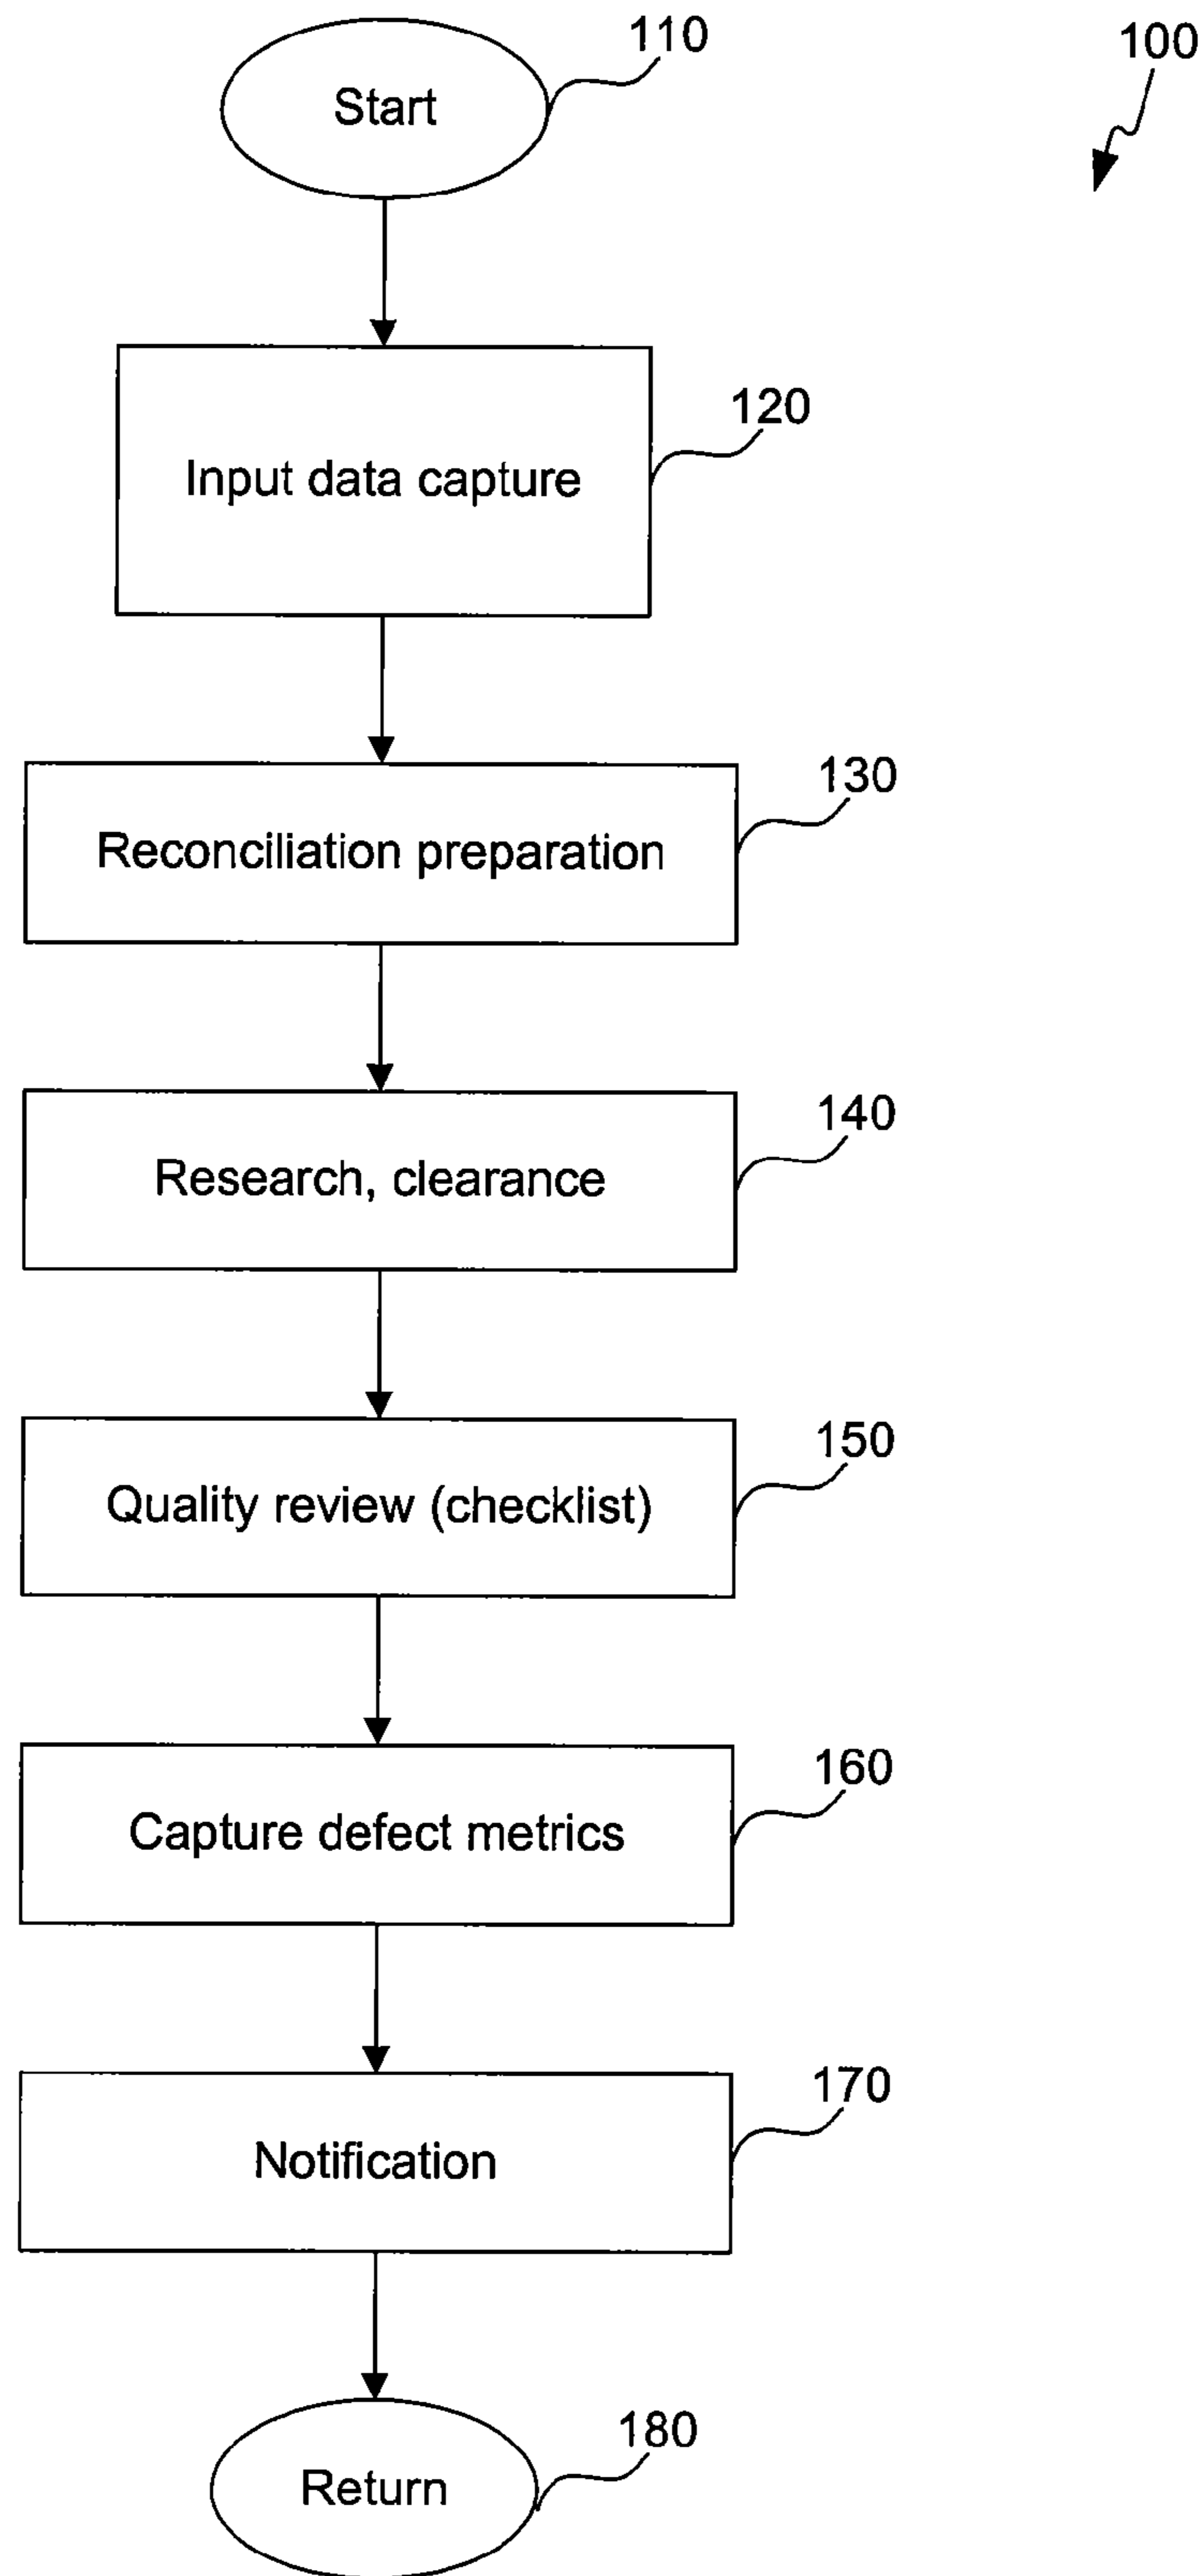 110
100
Start
120
Input data capture
130
Reconciliation preparation
140
Research, clearance
150
Quality review (checklist)
160
Capture defect metrics
170
Notification
180
Return